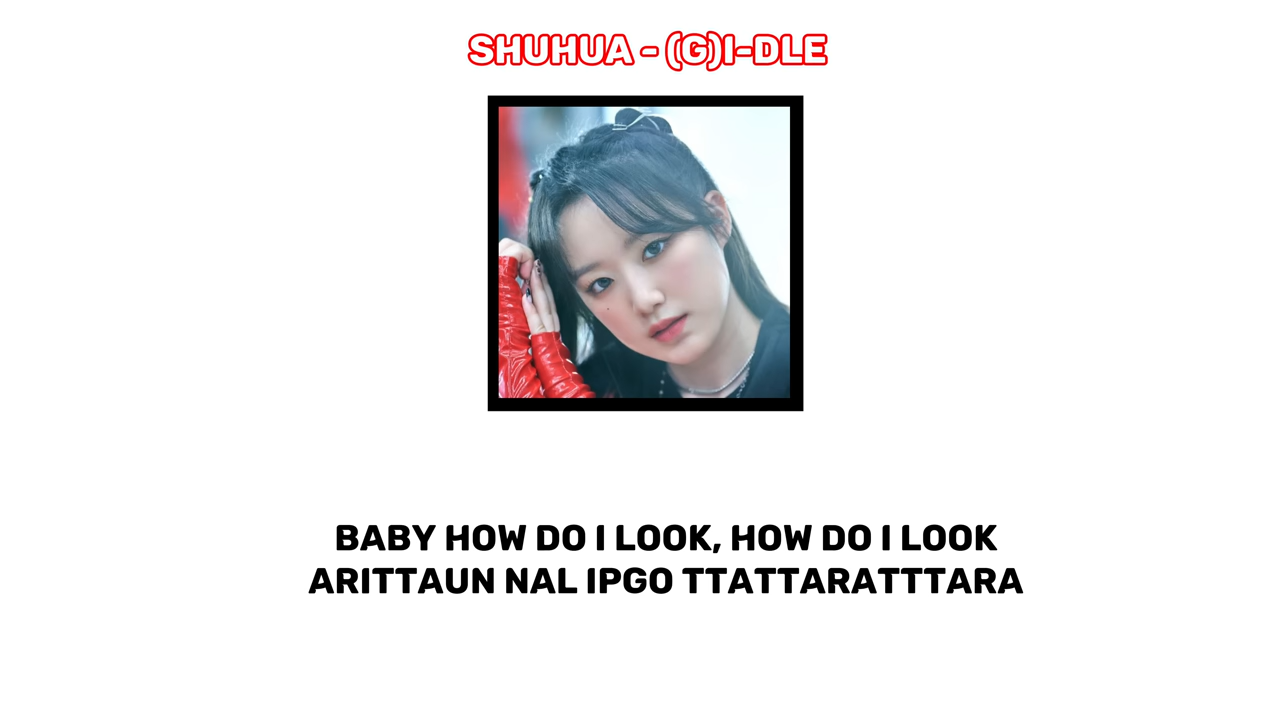 SHUHUA - (G)I-DLE
BABY HOW DO I LOOK, HOW DO I LOOK
ARITTAUN NAL IPGO TTATTARATTTARA